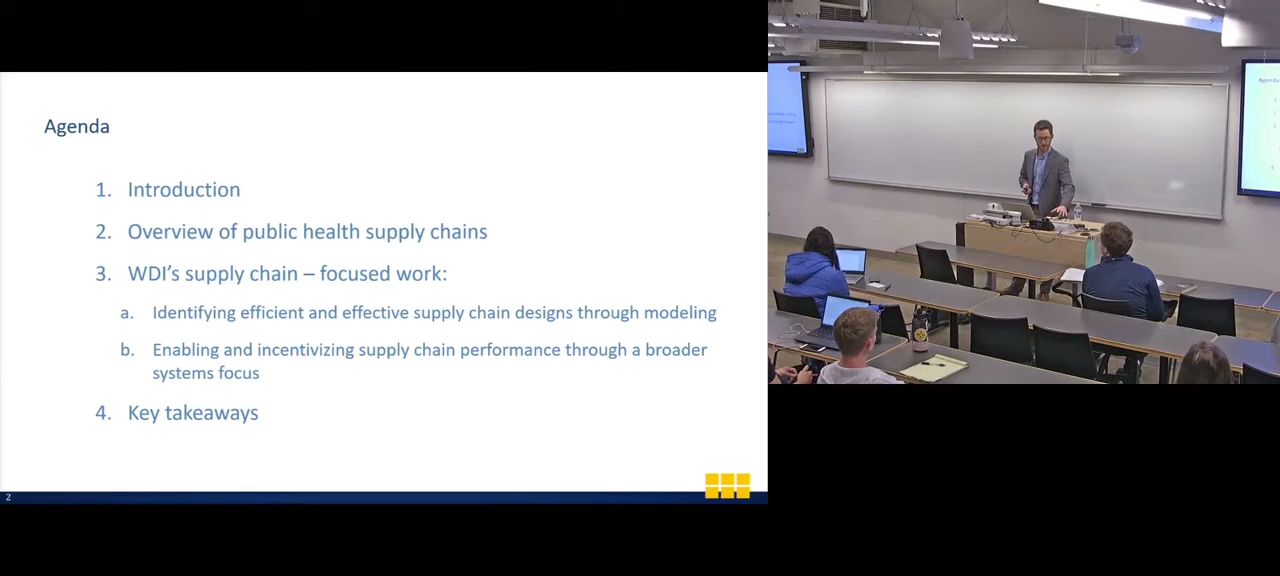 Agenda
1. Introduction
2. Overview of public health supply chains
3. WDI's supply chain – focused work:
a. Identifying efficient and effective supply chain designs through modeling
b. Enabling and incentivizing supply chain performance through a broader
systems focus
4. Key takeaways
2
Agenda